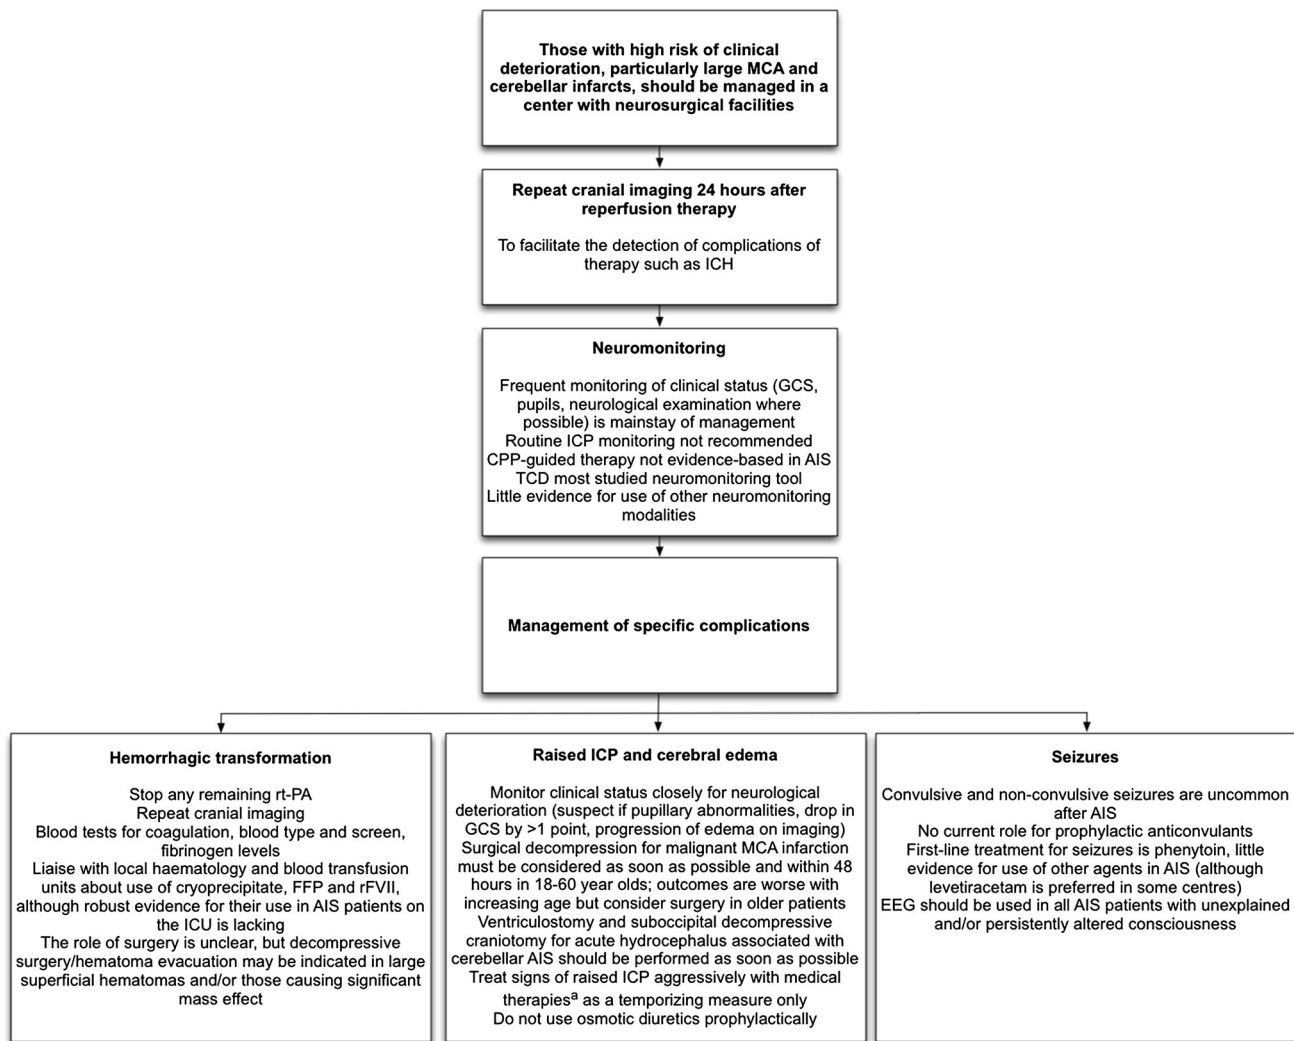 Those with high risk of clinical
deterioration, particularly large MCA and
cerebellar infarcts, should be managed in a
center with neurosurgical facilities
Repeat cranial imaging 24 hours after
reperfusion therapy
To facilitate the detection of complications of
therapy such as ICH
Neuromonitoring
Frequent monitoring of clinical status (GCS,
pupils, neurological examination where
possible) is mainstay of management
Routine ICP monitoring not recommended
CPP-guided therapy not evidence-based in AIS
TCD most studied neuromonitoring tool
Little evidence for use of other neuromonitoring
modalities
Management of specific complications
Hemorrhagic transformation
Stop any remaining rt-PA
Repeat cranial imaging
Blood tests for coagulation, blood type and screen,
fibrinogen levels
Liaise with local haematology and blood transfusion
units about use of cryoprecipitate, FFP and rFVII,
although robust evidence for their use in AIS patients on
the ICU is lacking
The role of surgery is unclear, but decompressive
surgery/hematoma evacuation may be indicated in large
superficial hematomas and/or those causing significant
mass effect
Raised ICP and cerebral edema
Monitor clinical status closely for neurological
deterioration (suspect if pupillary abnormalities, drop in
GCS by >1 point, progression of edema on imaging)
Surgical decompression for malignant MCA infarction
must be considered as soon as possible and within 48
hours in 18-60 year olds; outcomes are worse with
increasing age but consider surgery in older patients
Ventriculostomy and suboccipital decompressive
craniotomy for acute hydrocephalus associated with
cerebellar AIS should be performed as soon as possible
Treat signs of raised ICP aggressively with medical
therapiesᵃ as a temporizing measure only
Do not use osmotic diuretics prophylactically
Seizures
Convulsive and non-convulsive seizures are uncommon
after AIS
No current role for prophylactic anticonvulants
First-line treatment for seizures is phenytoin, little
evidence for use of other agents in AIS (although
levetiracetam is preferred in some centres)
EEG should be used in all AIS patients with unexplained
and/or persistently altered consciousness